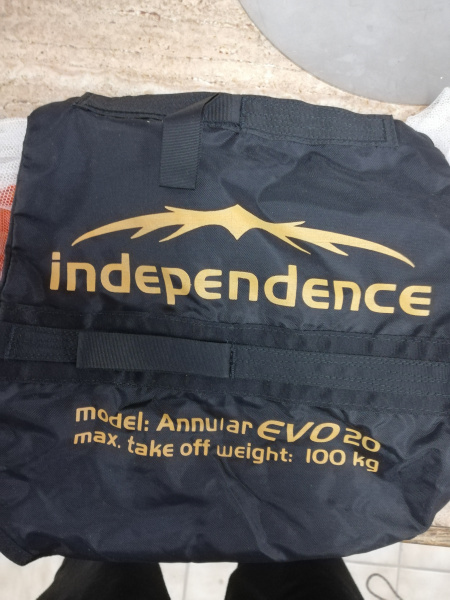 independence
model: Annular EVO 20
max. take off weight: 100 kg